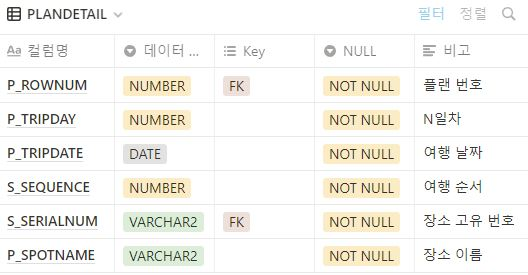 PLANDETAIL 필터 정렬
Aa 컬럼명 데이터 ... Key NULL 비고
P_ROWNUM NUMBER FK NOT NULL 플랜 번호
P_TRIPDAY NUMBER NOT NULL N일차
P_TRIPDATE DATE NOT NULL 여행 날짜
S_SEQUENCE NUMBER NOT NULL 여행 순서
S_SERIALNUM VARCHAR2 FK NOT NULL 장소 고유 번호
P_SPOTNAME VARCHAR2 NOT NULL 장소 이름